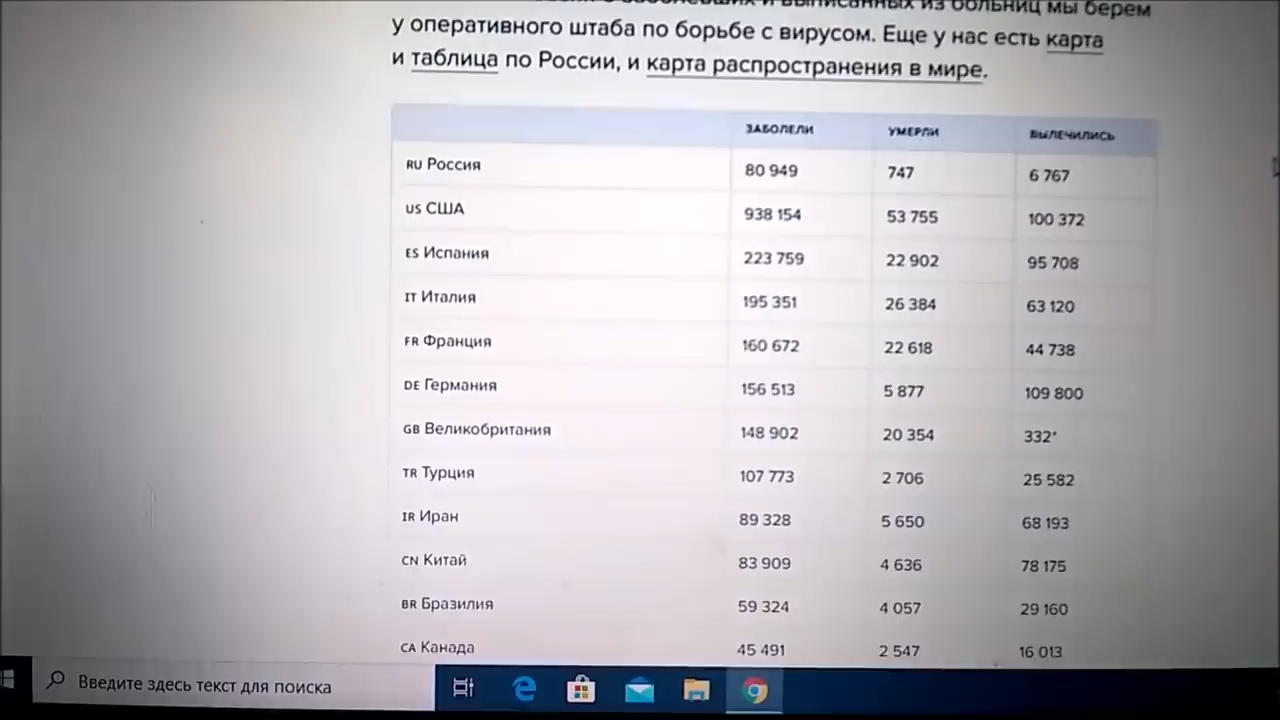 и выписанных из больниц мы берем
у оперативного штаба по борьбе с вирусом. Еще у нас есть карта
и таблица по России, и карта распространения в мире.
ЗАБОЛЕЛИ УМЕРЛИ ВЫЛЕЧИЛИСЬ
RU Россия 80 949 747 6 767
US США 938 154 53 755 100 372
ES Испания 223 759 22 902 95 708
IT Италия 195 351 26 384 63 120
FR Франция 160 672 22 618 44 738
DE Германия 156 513 5 877 109 800
GB Великобритания 148 902 20 354 332*
TR Турция 107 773 2 706 25 582
IR Иран 89 328 5 650 68 193
CN Китай 83 909 4 636 78 175
BR Бразилия 59 324 4 057 29 160
CA Канада 45 491 2 547 16 013
Введите здесь текст для поиска